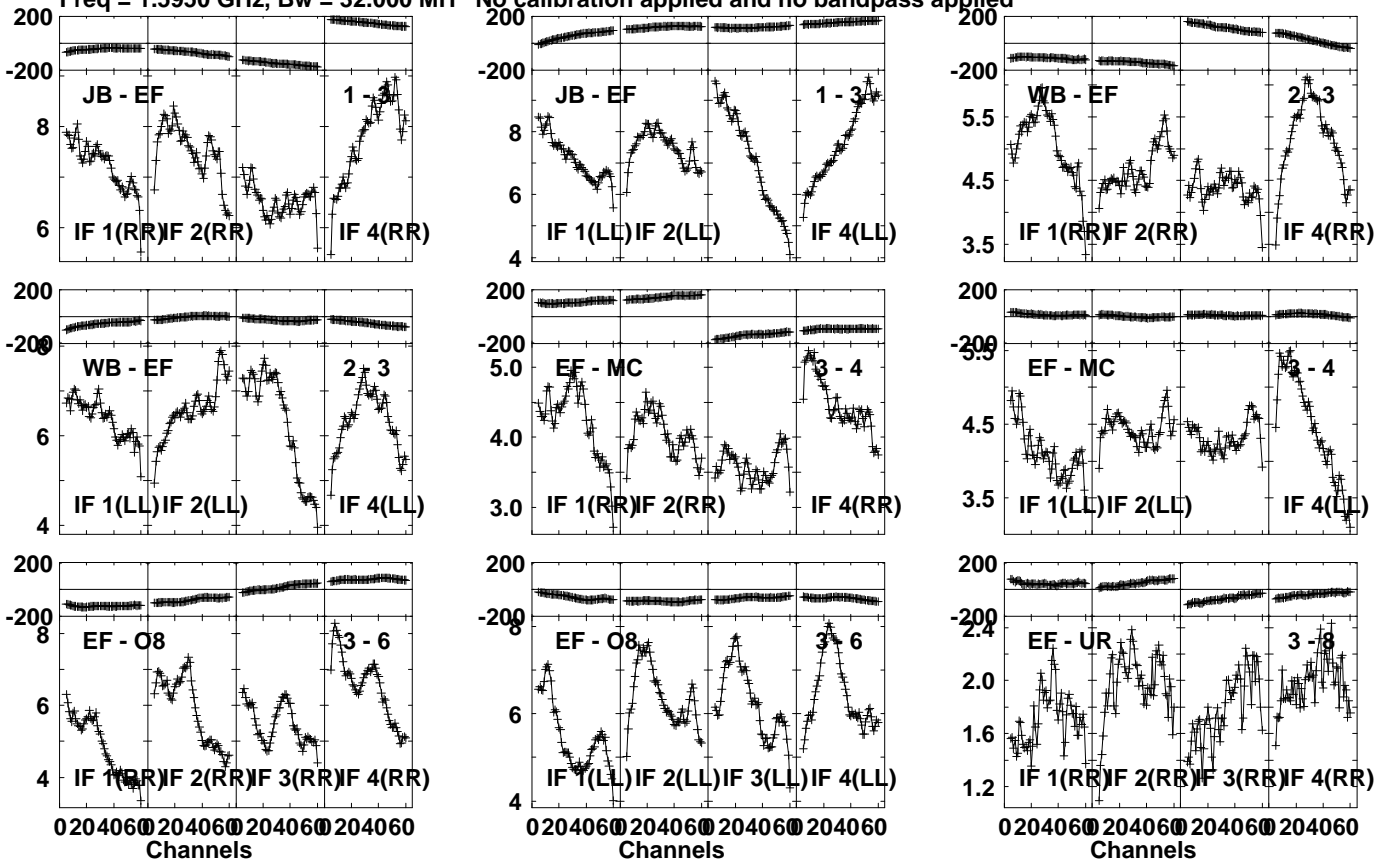 Freq = 1.5950 GHz, Bw = 32.000 MH No calibration applied and no bandpass applied
200 200 200
-200 -200 -200
JB - EF 1 - 3 JB - EF 1 - 3 WB - EF 2 - 3
8 8 5.5
6 6 4.5
4 3.5
IF 1(RR) IF 2(RR) IF 4(RR) IF 1(LL) IF 2(LL) IF 4(LL) IF 1(RR) IF 2(RR) IF 4(RR)
200 200 200
-200 -200 -200
8 5.0 5.5
WB - EF 2 - 3 EF - MC 3 - 4 EF - MC 3 - 4
6 4.0 4.5
4 3.0 3.5
IF 1(LL) IF 2(LL) IF 4(LL) IF 1(RR) IF 2(RR) IF 4(RR) IF 1(LL) IF 2(LL) IF 4(LL)
200 200 200
-200 -200 -200
8 8 2.4
EF - O8 3 - 6 EF - O8 3 - 6 EF - UR 3 - 8
6 6 2.0
4 4 1.6
1.2
IF 1(RR) IF 2(RR) IF 3(RR) IF 4(RR) IF 1(LL) IF 2(LL) IF 3(LL) IF 4(LL) IF 1(RR) IF 2(RR) IF 3(RR) IF 4(RR)
0 20 40 60 0 20 40 60 0 20 40 60 0 20 40 60 0 20 40 60 0 20 40 60 0 20 40 60 0 20 40 60 0 20 40 60 0 20 40 60 0 20 40 60 0 20 40 60
Channels Channels Channels